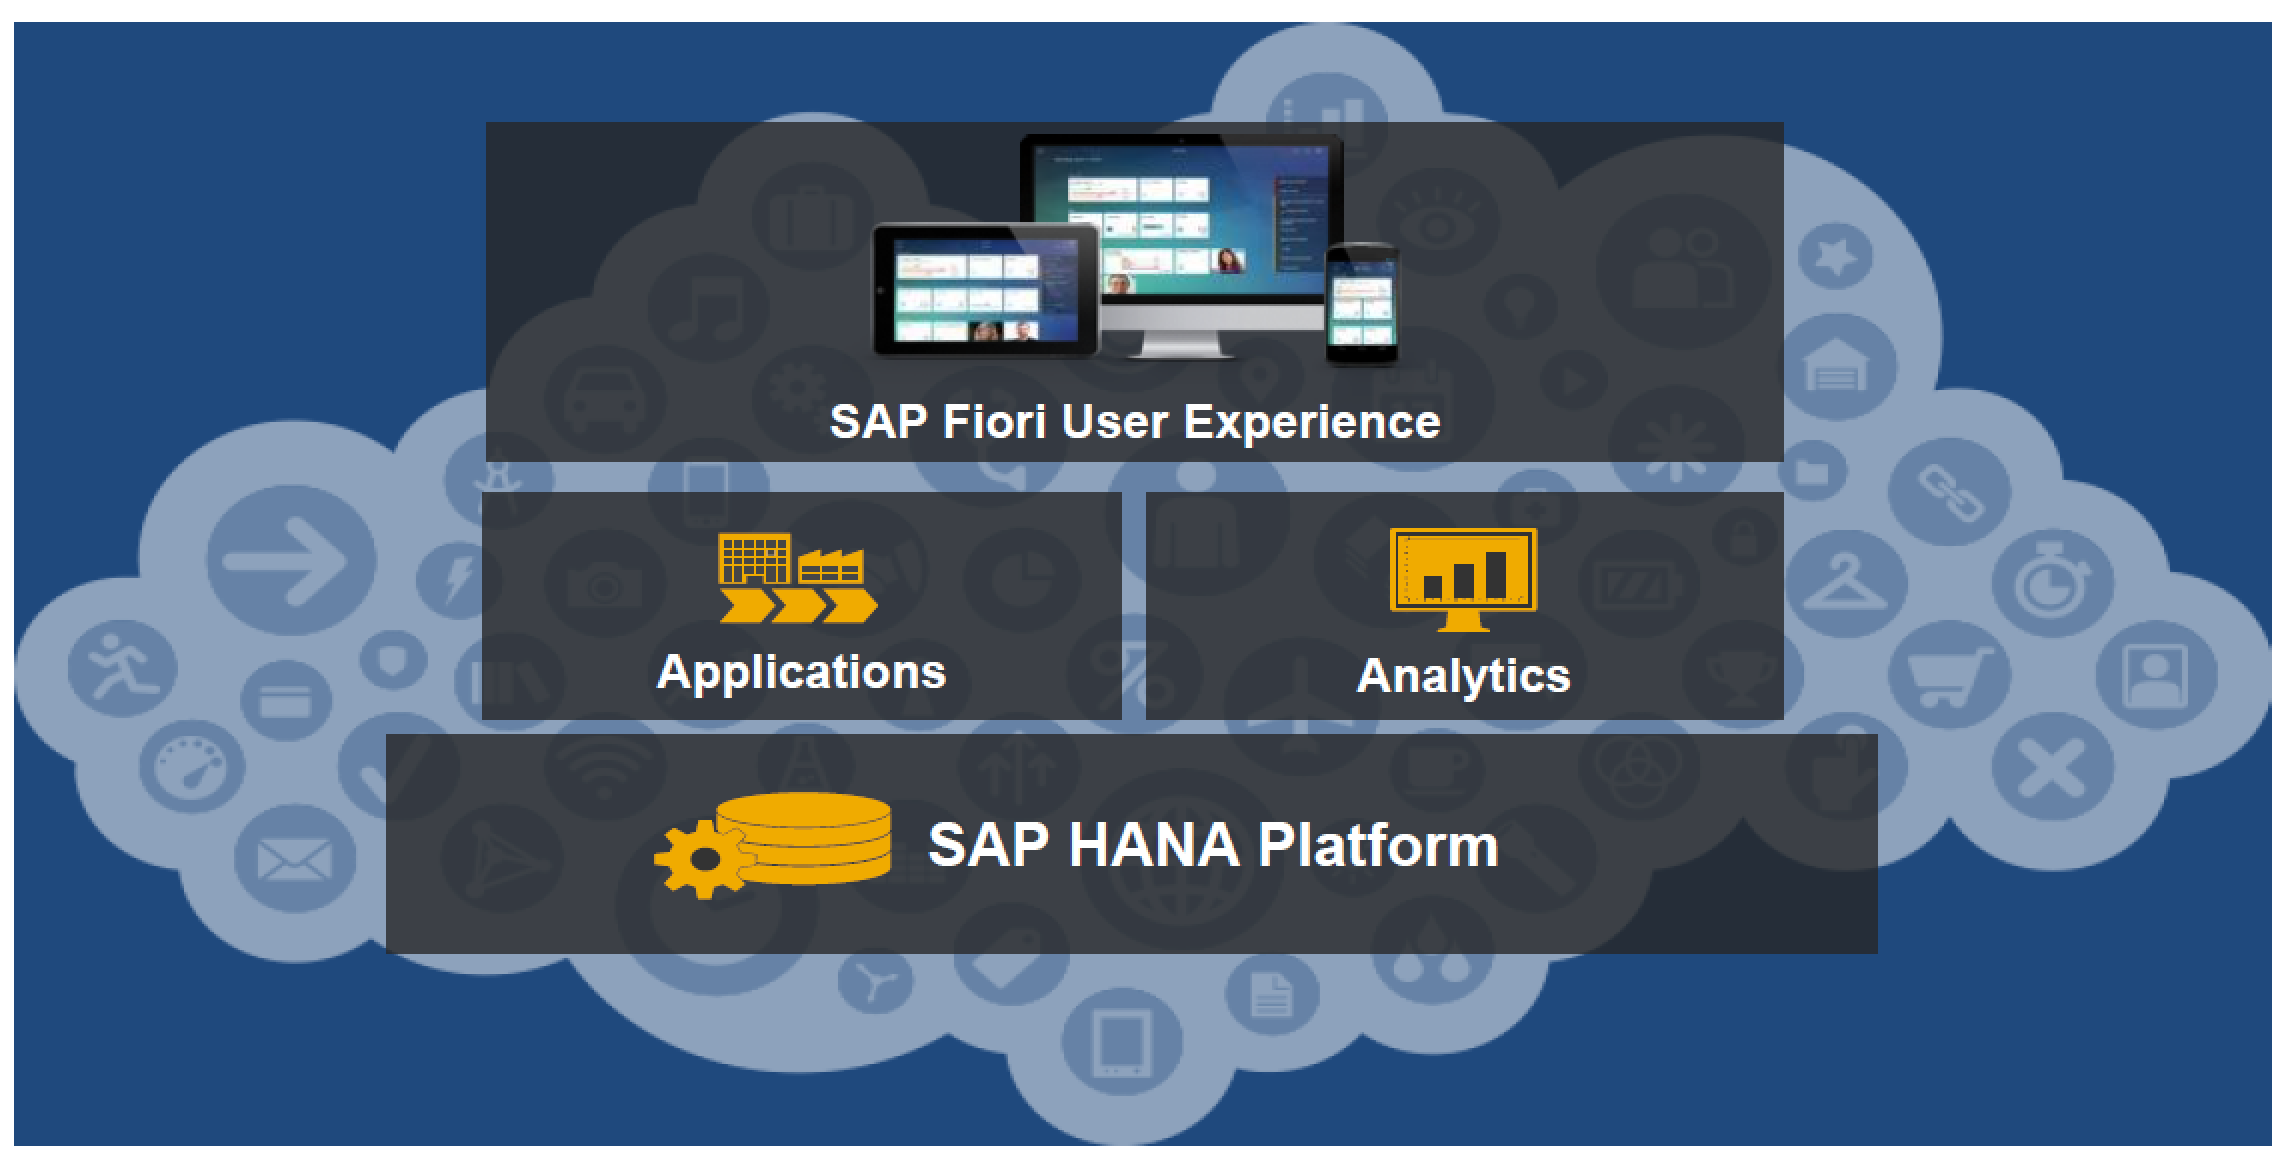 SAP Fiori User Experience
Applications
Analytics
SAP HANA Platform